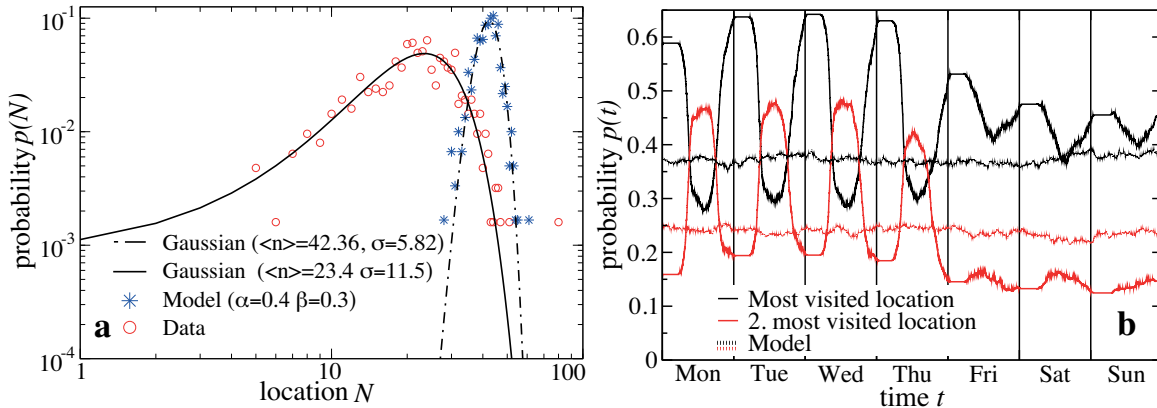 10⁻¹
10⁻²
10⁻³
10⁻⁴
probability p(N)
Gaussian (<n>=42.36, σ=5.82)
Gaussian (<n>=23.4 σ=11.5)
Model (α=0.4 β=0.3)
Data
a
1 10 100
location N
0.6
0.5
0.4
0.3
0.2
0.1
0
probability p(t)
Most visited location
2. most visited location
Model
b
Mon Tue Wed Thu Fri Sat Sun
time t